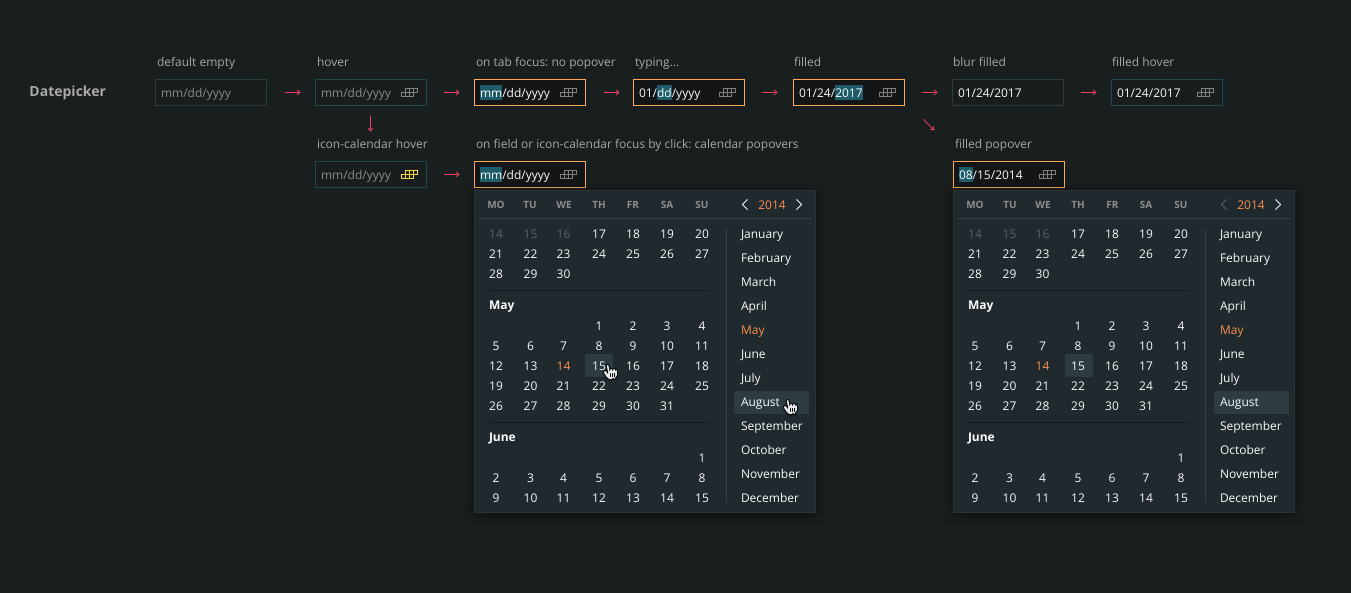 default empty hover on tab focus: no popover typing... filled blur filled filled hover
Datepicker mm/dd/yyyy mm/dd/yyyy mm/dd/yyyy 01/dd/yyyy 01/24/2017 01/24/2017 01/24/2017
icon-calendar hover on field or icon-calendar focus by click: calendar popovers filled popover
mm/dd/yyyy mm/dd/yyyy 08/15/2014
MO TU WE TH FR SA SU 2014
14 15 16 17 18 19 20
21 22 23 24 25 26 27
28 29 30
May
1 2 3 4
5 6 7 8 9 10 11
12 13 14 15 16 17 18
19 20 21 22 23 24 25
26 27 28 29 30 31
June
1
2 3 4 5 6 7 8
9 10 11 12 13 14 15
January
February
March
April
May
June
July
August
September
October
November
December
MO TU WE TH FR SA SU 2014
14 15 16 17 18 19 20
21 22 23 24 25 26 27
28 29 30
May
1 2 3 4
5 6 7 8 9 10 11
12 13 14 15 16 17 18
19 20 21 22 23 24 25
26 27 28 29 30 31
June
1
2 3 4 5 6 7 8
9 10 11 12 13 14 15
January
February
March
April
May
June
July
August
September
October
November
December